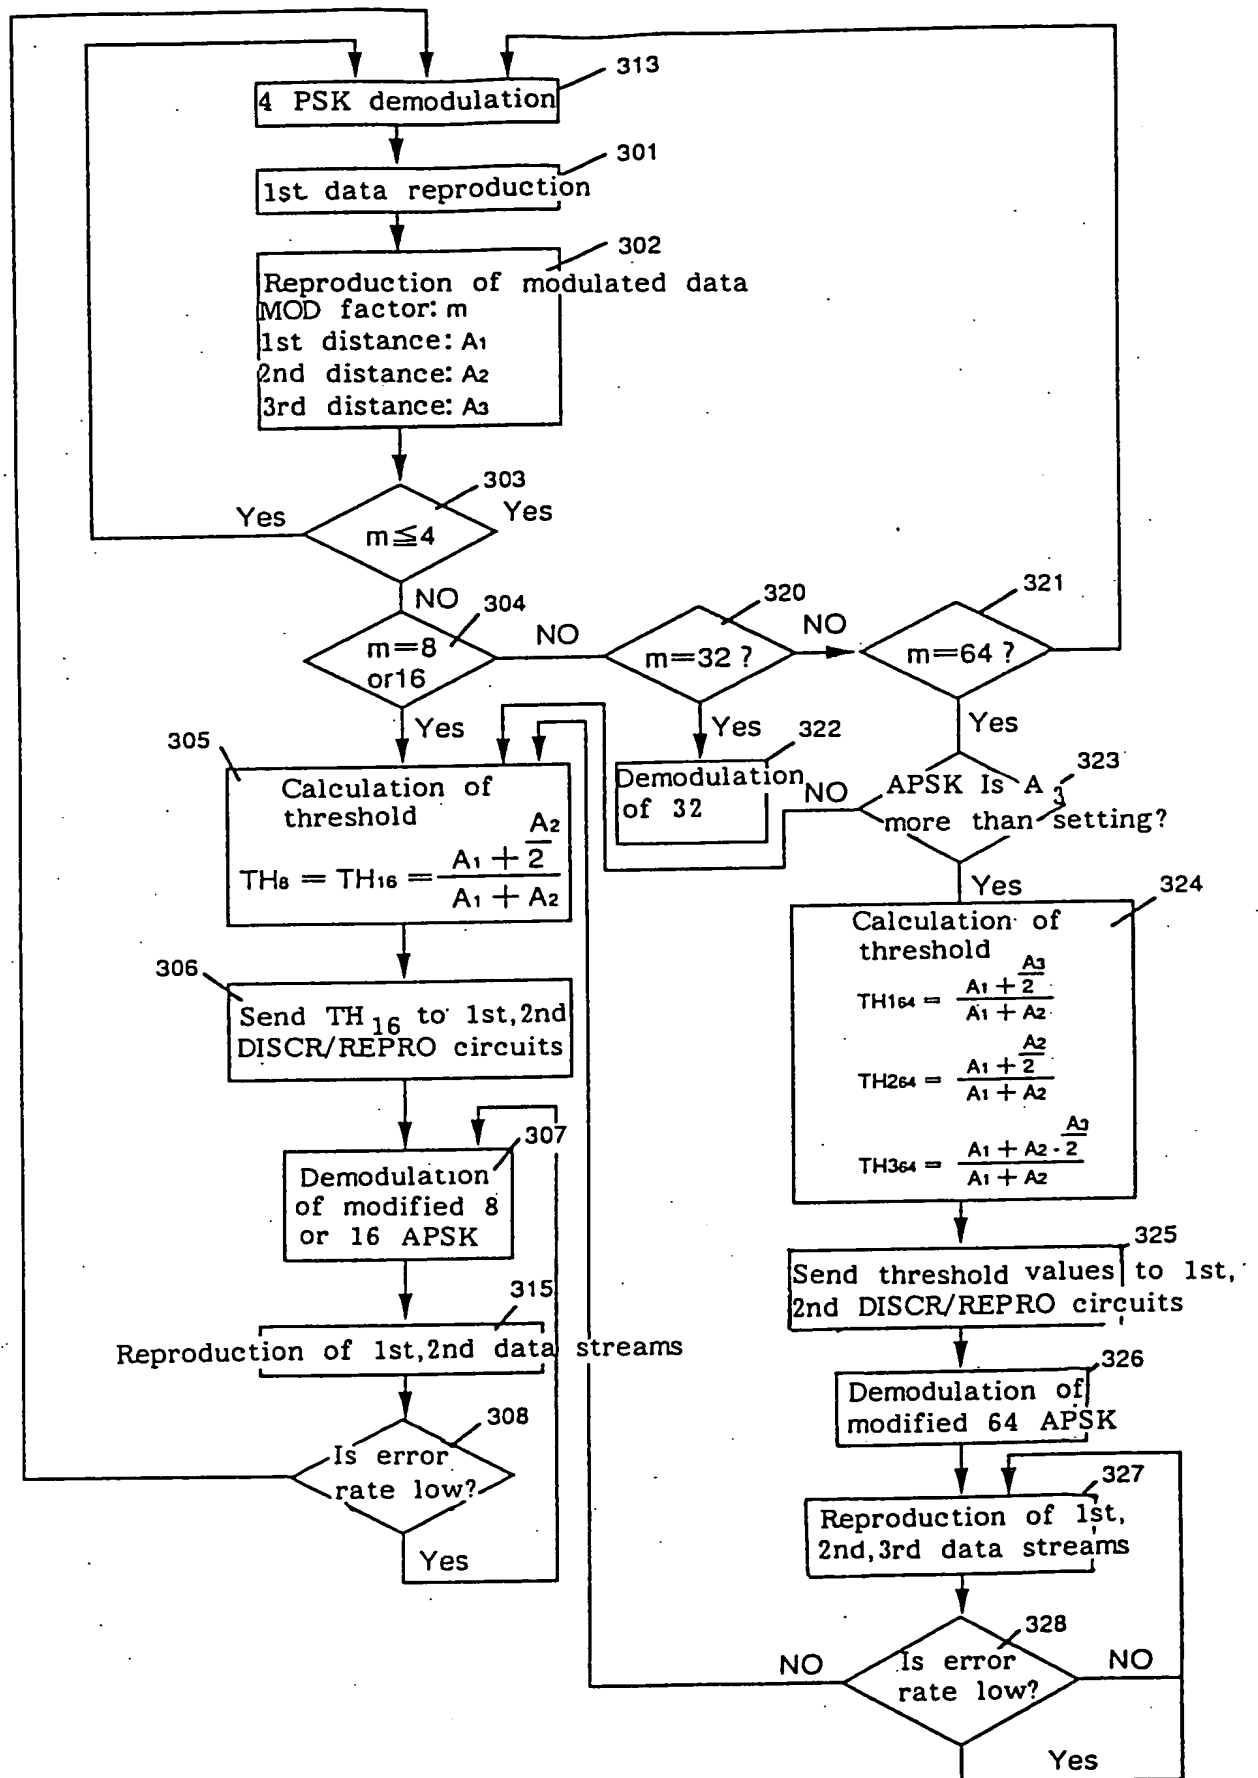 313
4 PSK demodulation
301
1st data reproduction
302
Reproduction of modulated data
MOD factor: m
1st distance: A1
2nd distance: A2
3rd distance: A3
303
Yes
Yes
m≦4
NO
304
m=8
or16
NO
320
m=32 ?
NO
321
m=64 ?
Yes
Yes
Yes
305
Calculation of
threshold
TH8 = TH16 = (A1 + A2/2) / (A1 + A2)
322
Demodulation
of 32
NO
323
APSK Is A3
more than setting?
Yes
324
Calculation of
threshold
TH164 = (A1 + A3/2) / (A1 + A2)
TH264 = (A1 + A2/2) / (A1 + A2)
TH364 = (A1 + A2 - A3/2) / (A1 + A2)
306
Send TH16 to 1st,2nd
DISCR/REPRO circuits
307
Demodulation
of modified 8
or 16 APSK
315
Reproduction of 1st,2nd data streams
308
Is error
rate low?
Yes
325
Send threshold values to 1st,
2nd DISCR/REPRO circuits
326
Demodulation of
modified 64 APSK
327
Reproduction of 1st,
2nd,3rd data streams
328
NO
Is error
rate low?
NO
Yes